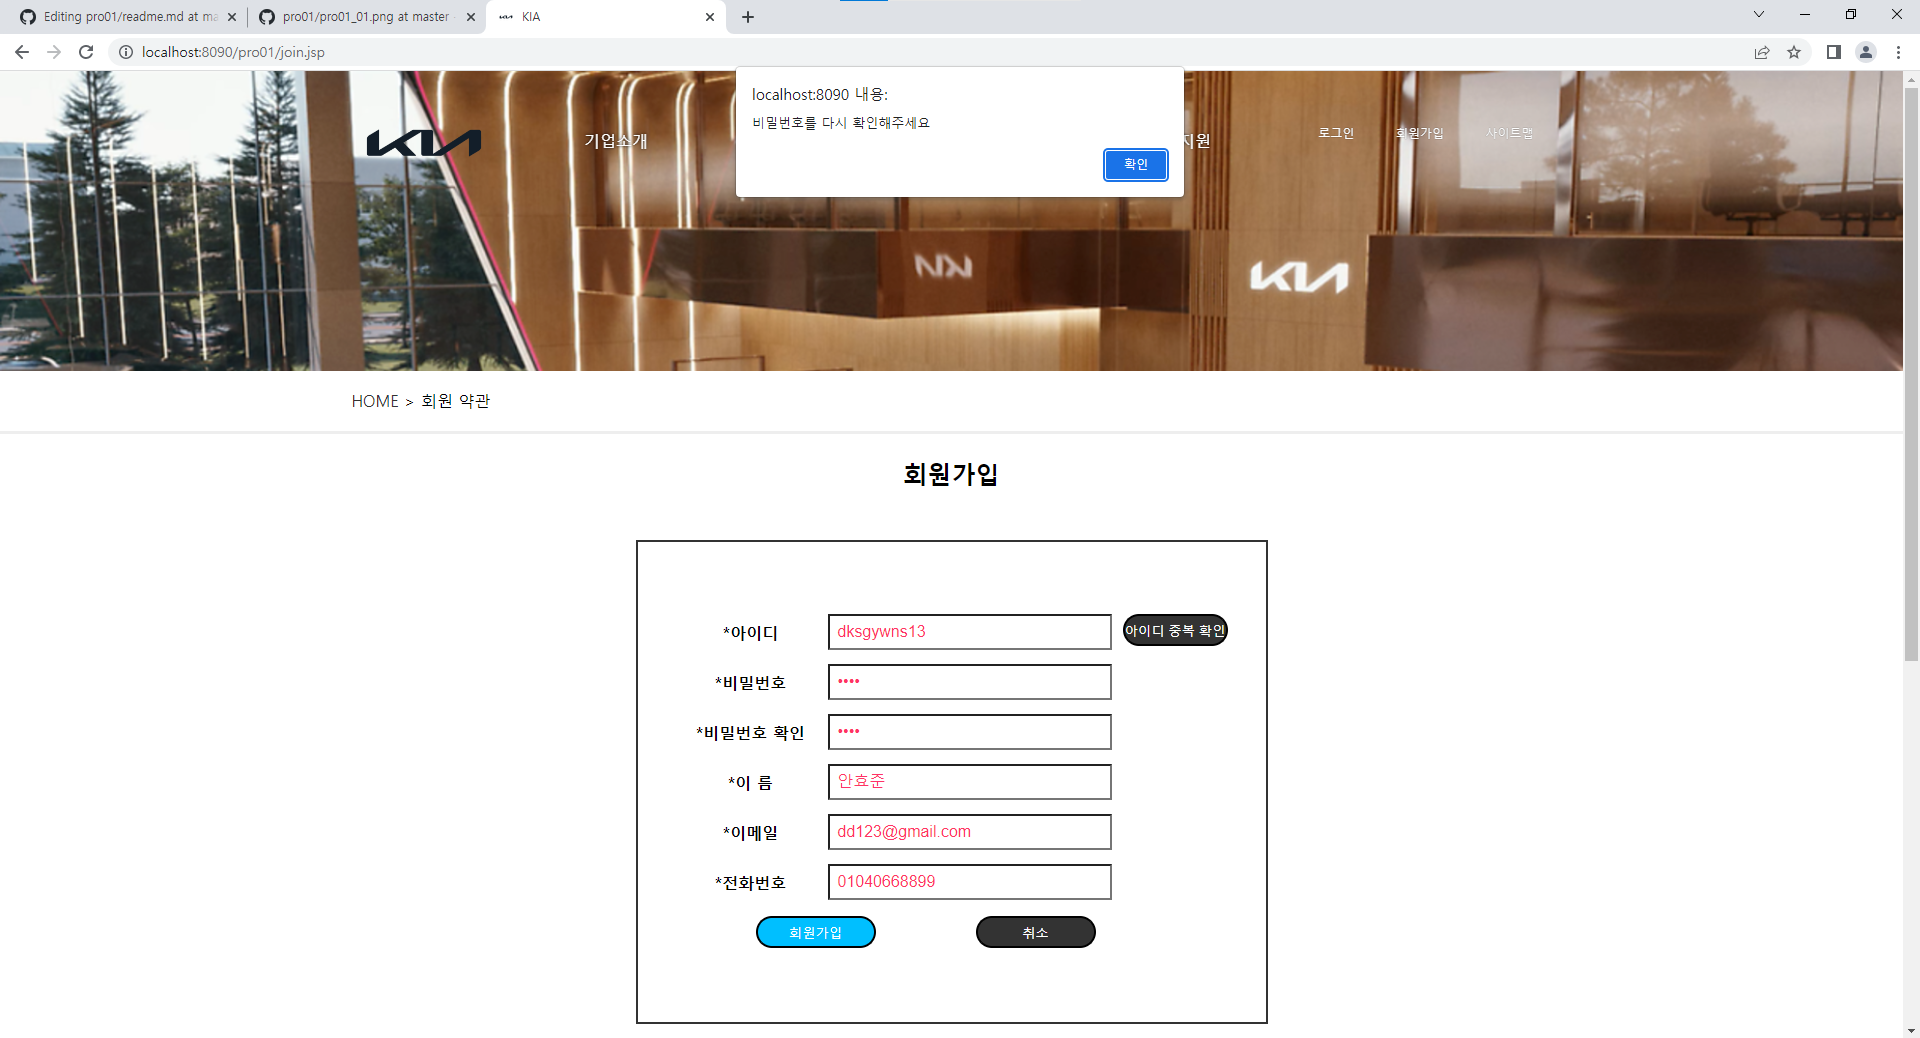 Editing pro01/readme.md at ma
pro01/pro01_01.png at master
KIA
localhost:8090/pro01/join.jsp
localhost:8090 내용:
비밀번호를 다시 확인해주세요
확인
KIA
기업소개
지원
로그인
회원가입
사이트맵
KIA
HOME > 회원 약관
회원가입
*아이디
dksgywns13
아이디 중복 확인
*비밀번호
••••
*비밀번호 확인
••••
*이 름
안효준
*이메일
dd123@gmail.com
*전화번호
01040668899
회원가입
취소